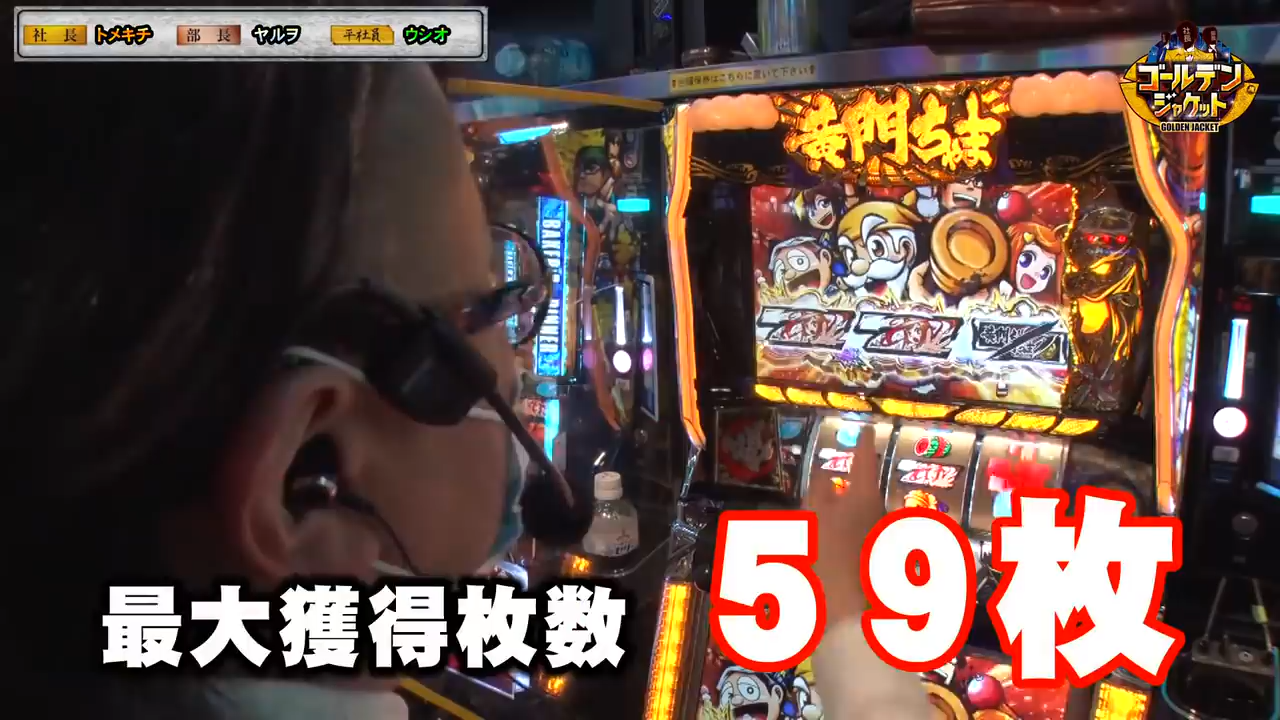 社長 トメキチ 部長 ヤルヲ 平社員 ウシオ
ゴールデン
ジャケット
GOLDEN JACKET
黄門ちゃま
最大獲得枚数 59枚